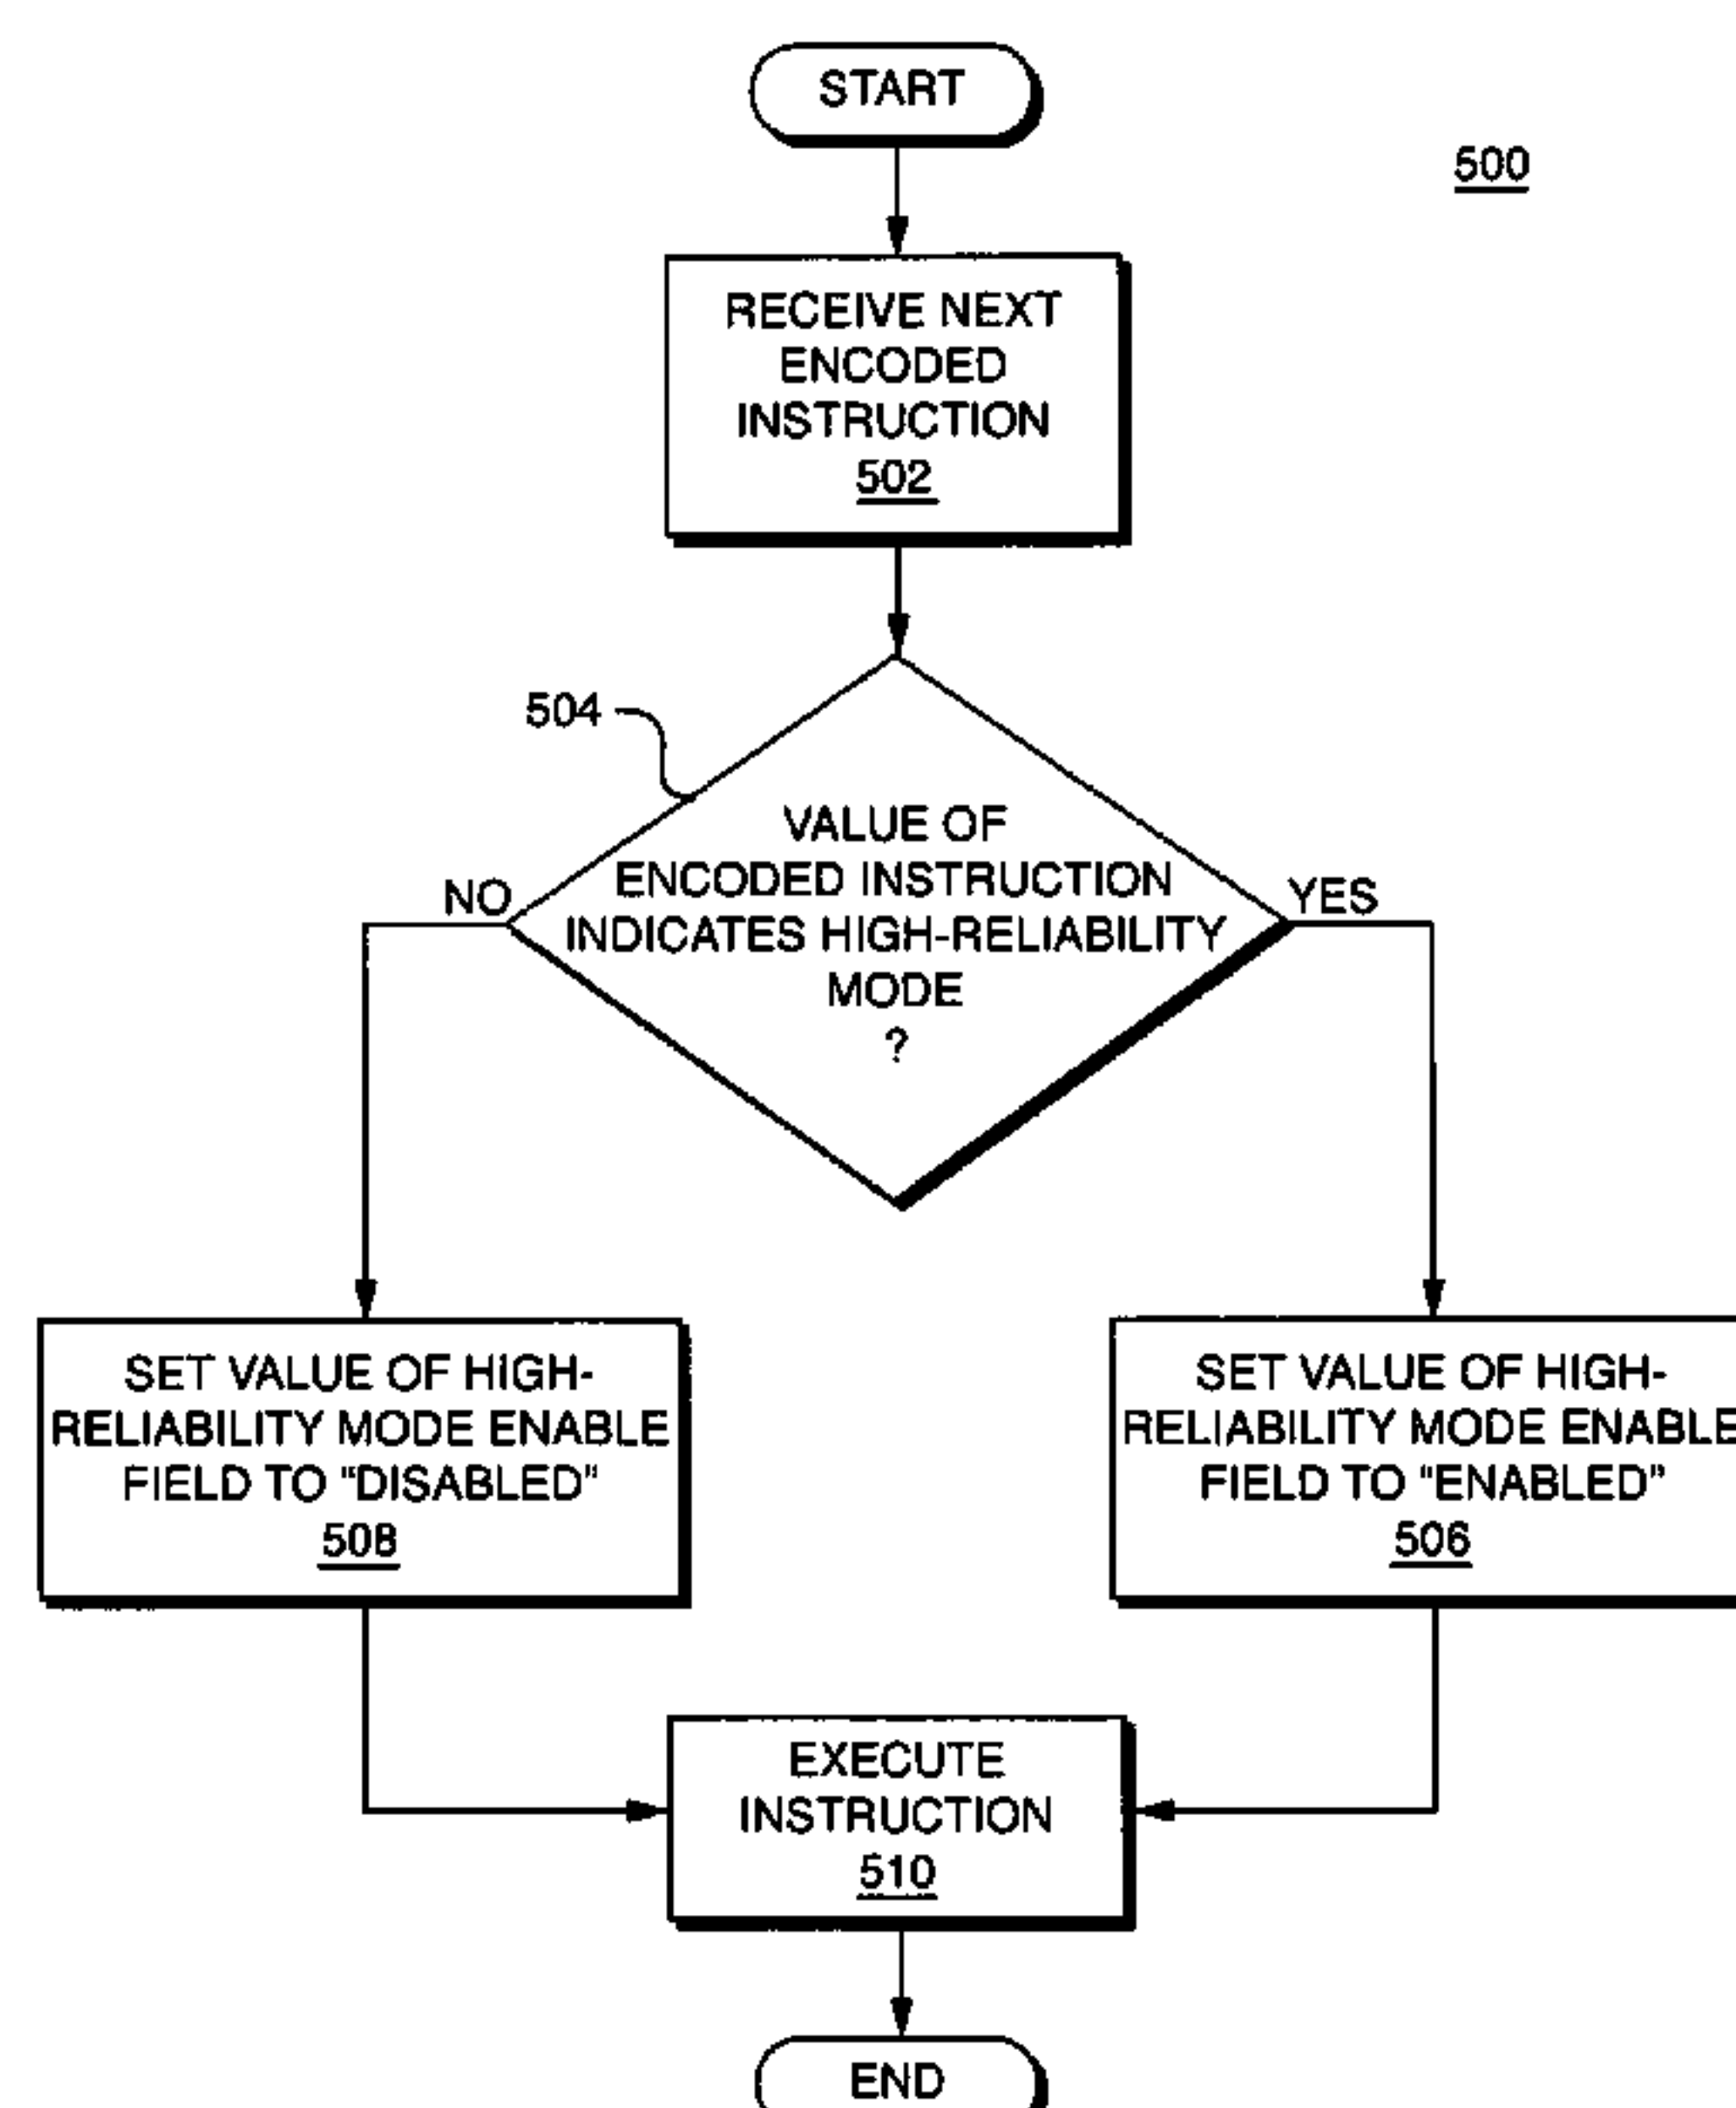 START
500
RECEIVE NEXT
ENCODED
INSTRUCTION
502
504
VALUE OF
ENCODED INSTRUCTION
INDICATES HIGH-RELIABILITY
MODE
?
NO
YES
SET VALUE OF HIGH-
RELIABILITY MODE ENABLE
FIELD TO "DISABLED"
508
SET VALUE OF HIGH-
RELIABILITY MODE ENABLE
FIELD TO "ENABLED"
506
EXECUTE
INSTRUCTION
510
END